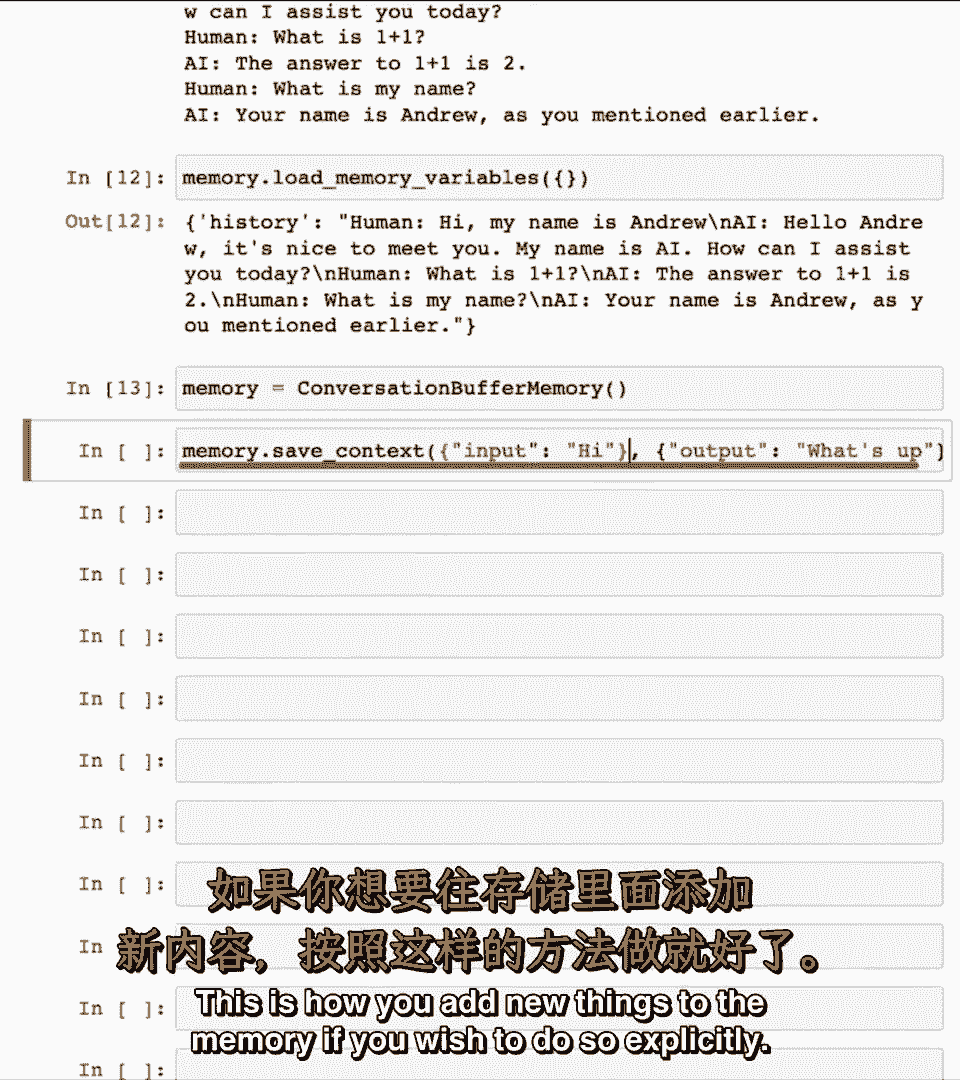 w can I assist you today?
Human: What is 1+1?
AI: The answer to 1+1 is 2.
Human: What is my name?
AI: Your name is Andrew, as you mentioned earlier.
In [12]: memory.load_memory_variables({})
Out[12]: {'history': "Human: Hi, my name is Andrew\nAI: Hello Andre
w, it's nice to meet you. My name is AI. How can I assist
you today?\nHuman: What is 1+1?\nAI: The answer to 1+1 is
2.\nHuman: What is my name?\nAI: Your name is Andrew, as y
ou mentioned earlier."}
In [13]: memory = ConversationBufferMemory()
In [ ]: memory.save_context({"input": "Hi"}, {"output": "What's up"}
In [ ]:
In [ ]:
In [ ]:
In [ ]:
In [ ]:
In [ ]:
In [ ]:
如果你想要往存储里面添加
In
新内容，按照这样的方法做就好了。
In [ ]:
This is how you add new things to the
memory if you wish to do so explicitly.
In [ ]: